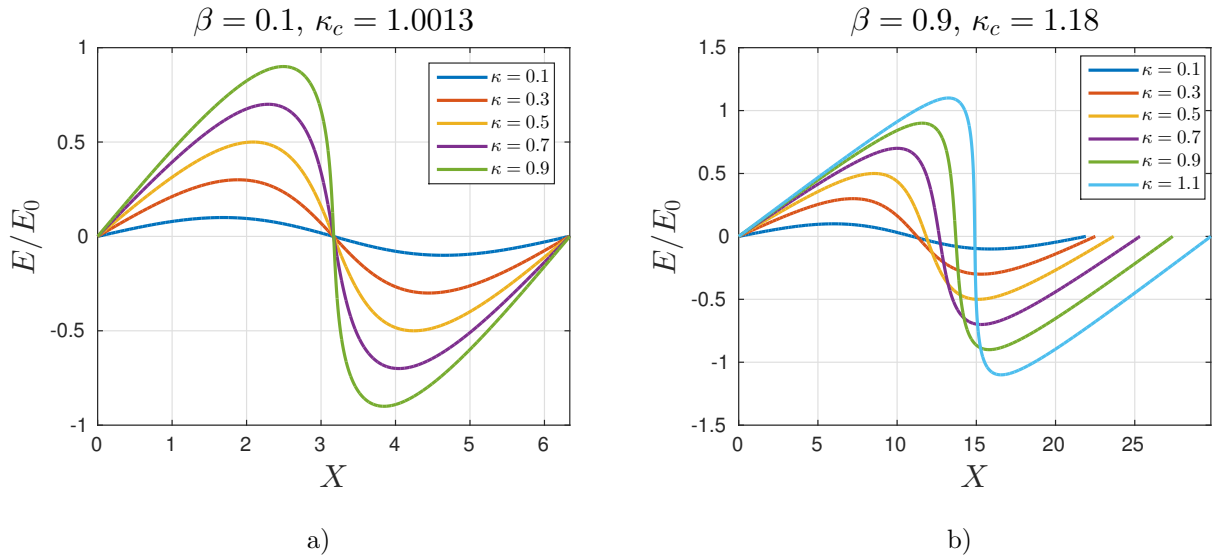 β = 0.1, κ_c = 1.0013
E/E_0
1
0.5
0
-0.5
-1
κ = 0.1
κ = 0.3
κ = 0.5
κ = 0.7
κ = 0.9
0 1 2 3 4 5 6
X
a)
β = 0.9, κ_c = 1.18
E/E_0
1.5
1
0.5
0
-0.5
-1
-1.5
κ = 0.1
κ = 0.3
κ = 0.5
κ = 0.7
κ = 0.9
κ = 1.1
0 5 10 15 20 25
X
b)